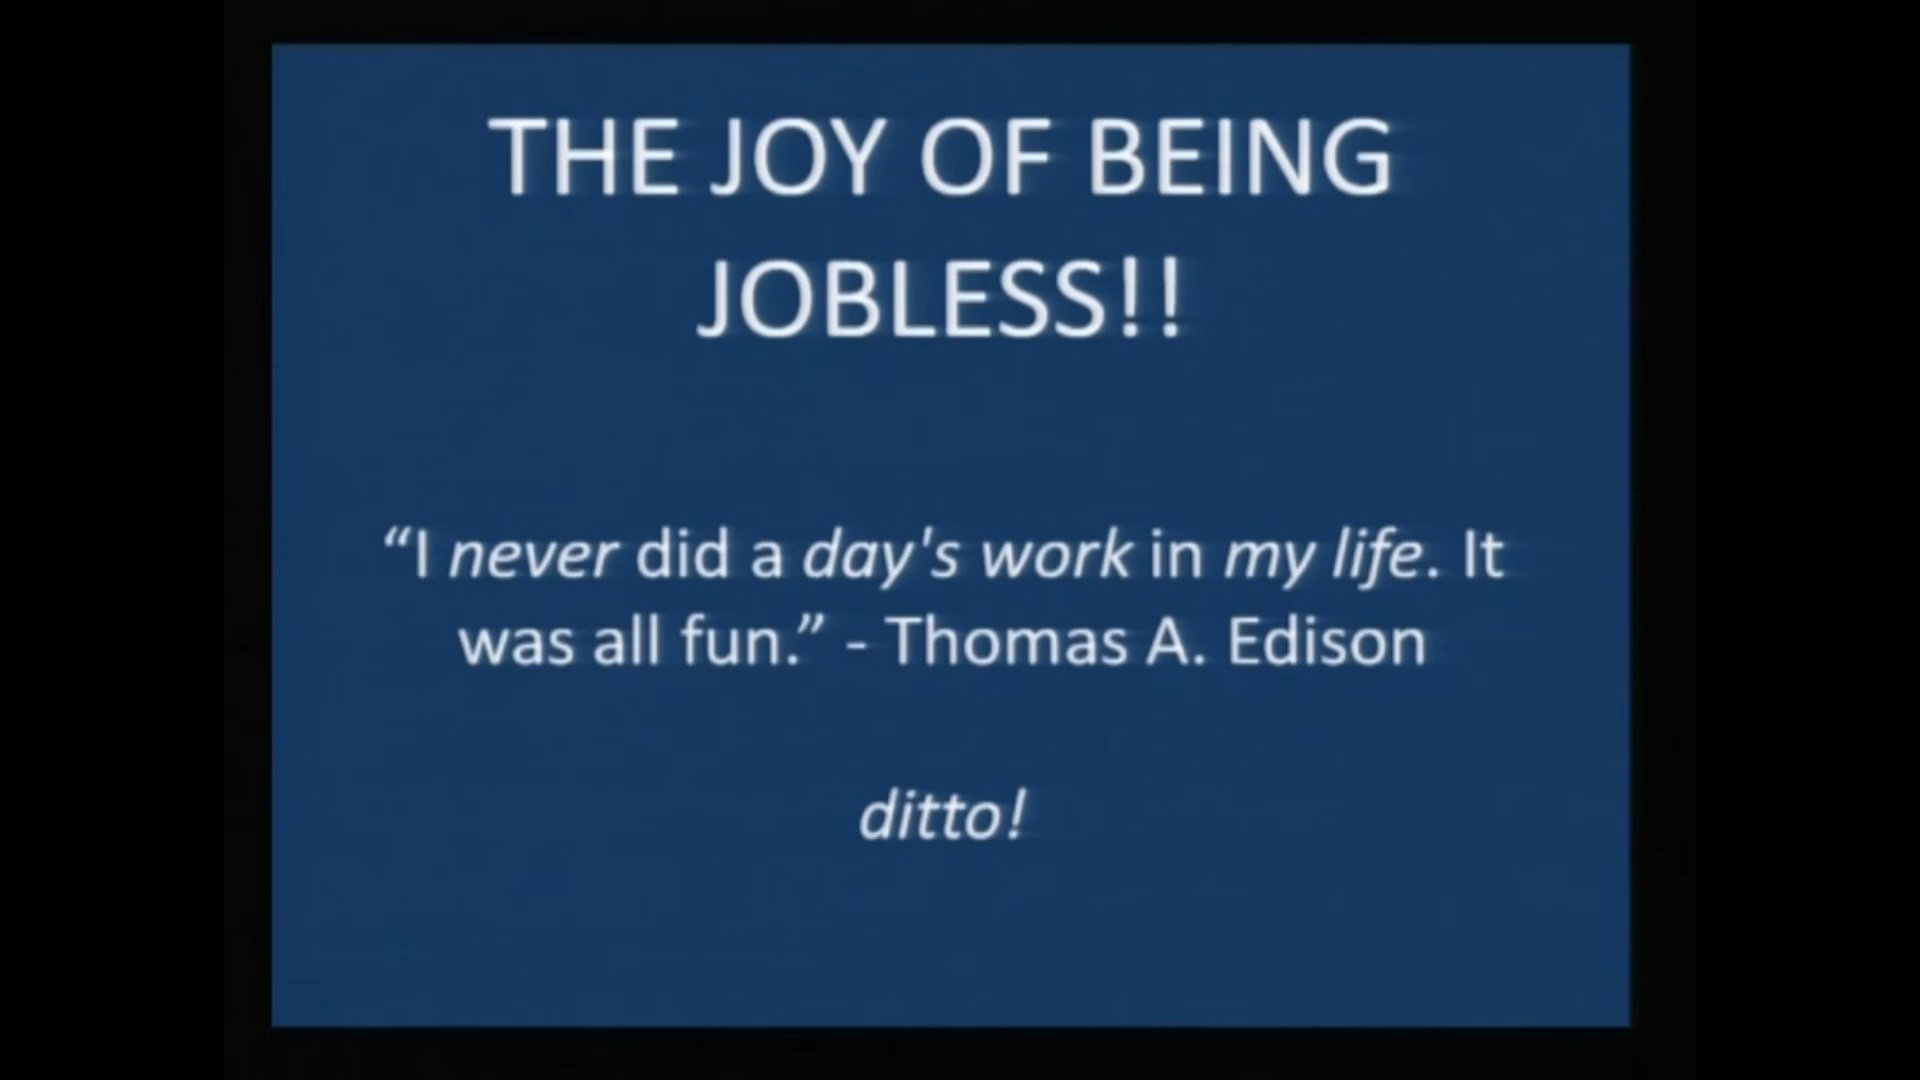 THE JOY OF BEING
JOBLESS!!
“I never did a day's work in my life. It
was all fun.” - Thomas A. Edison
ditto!